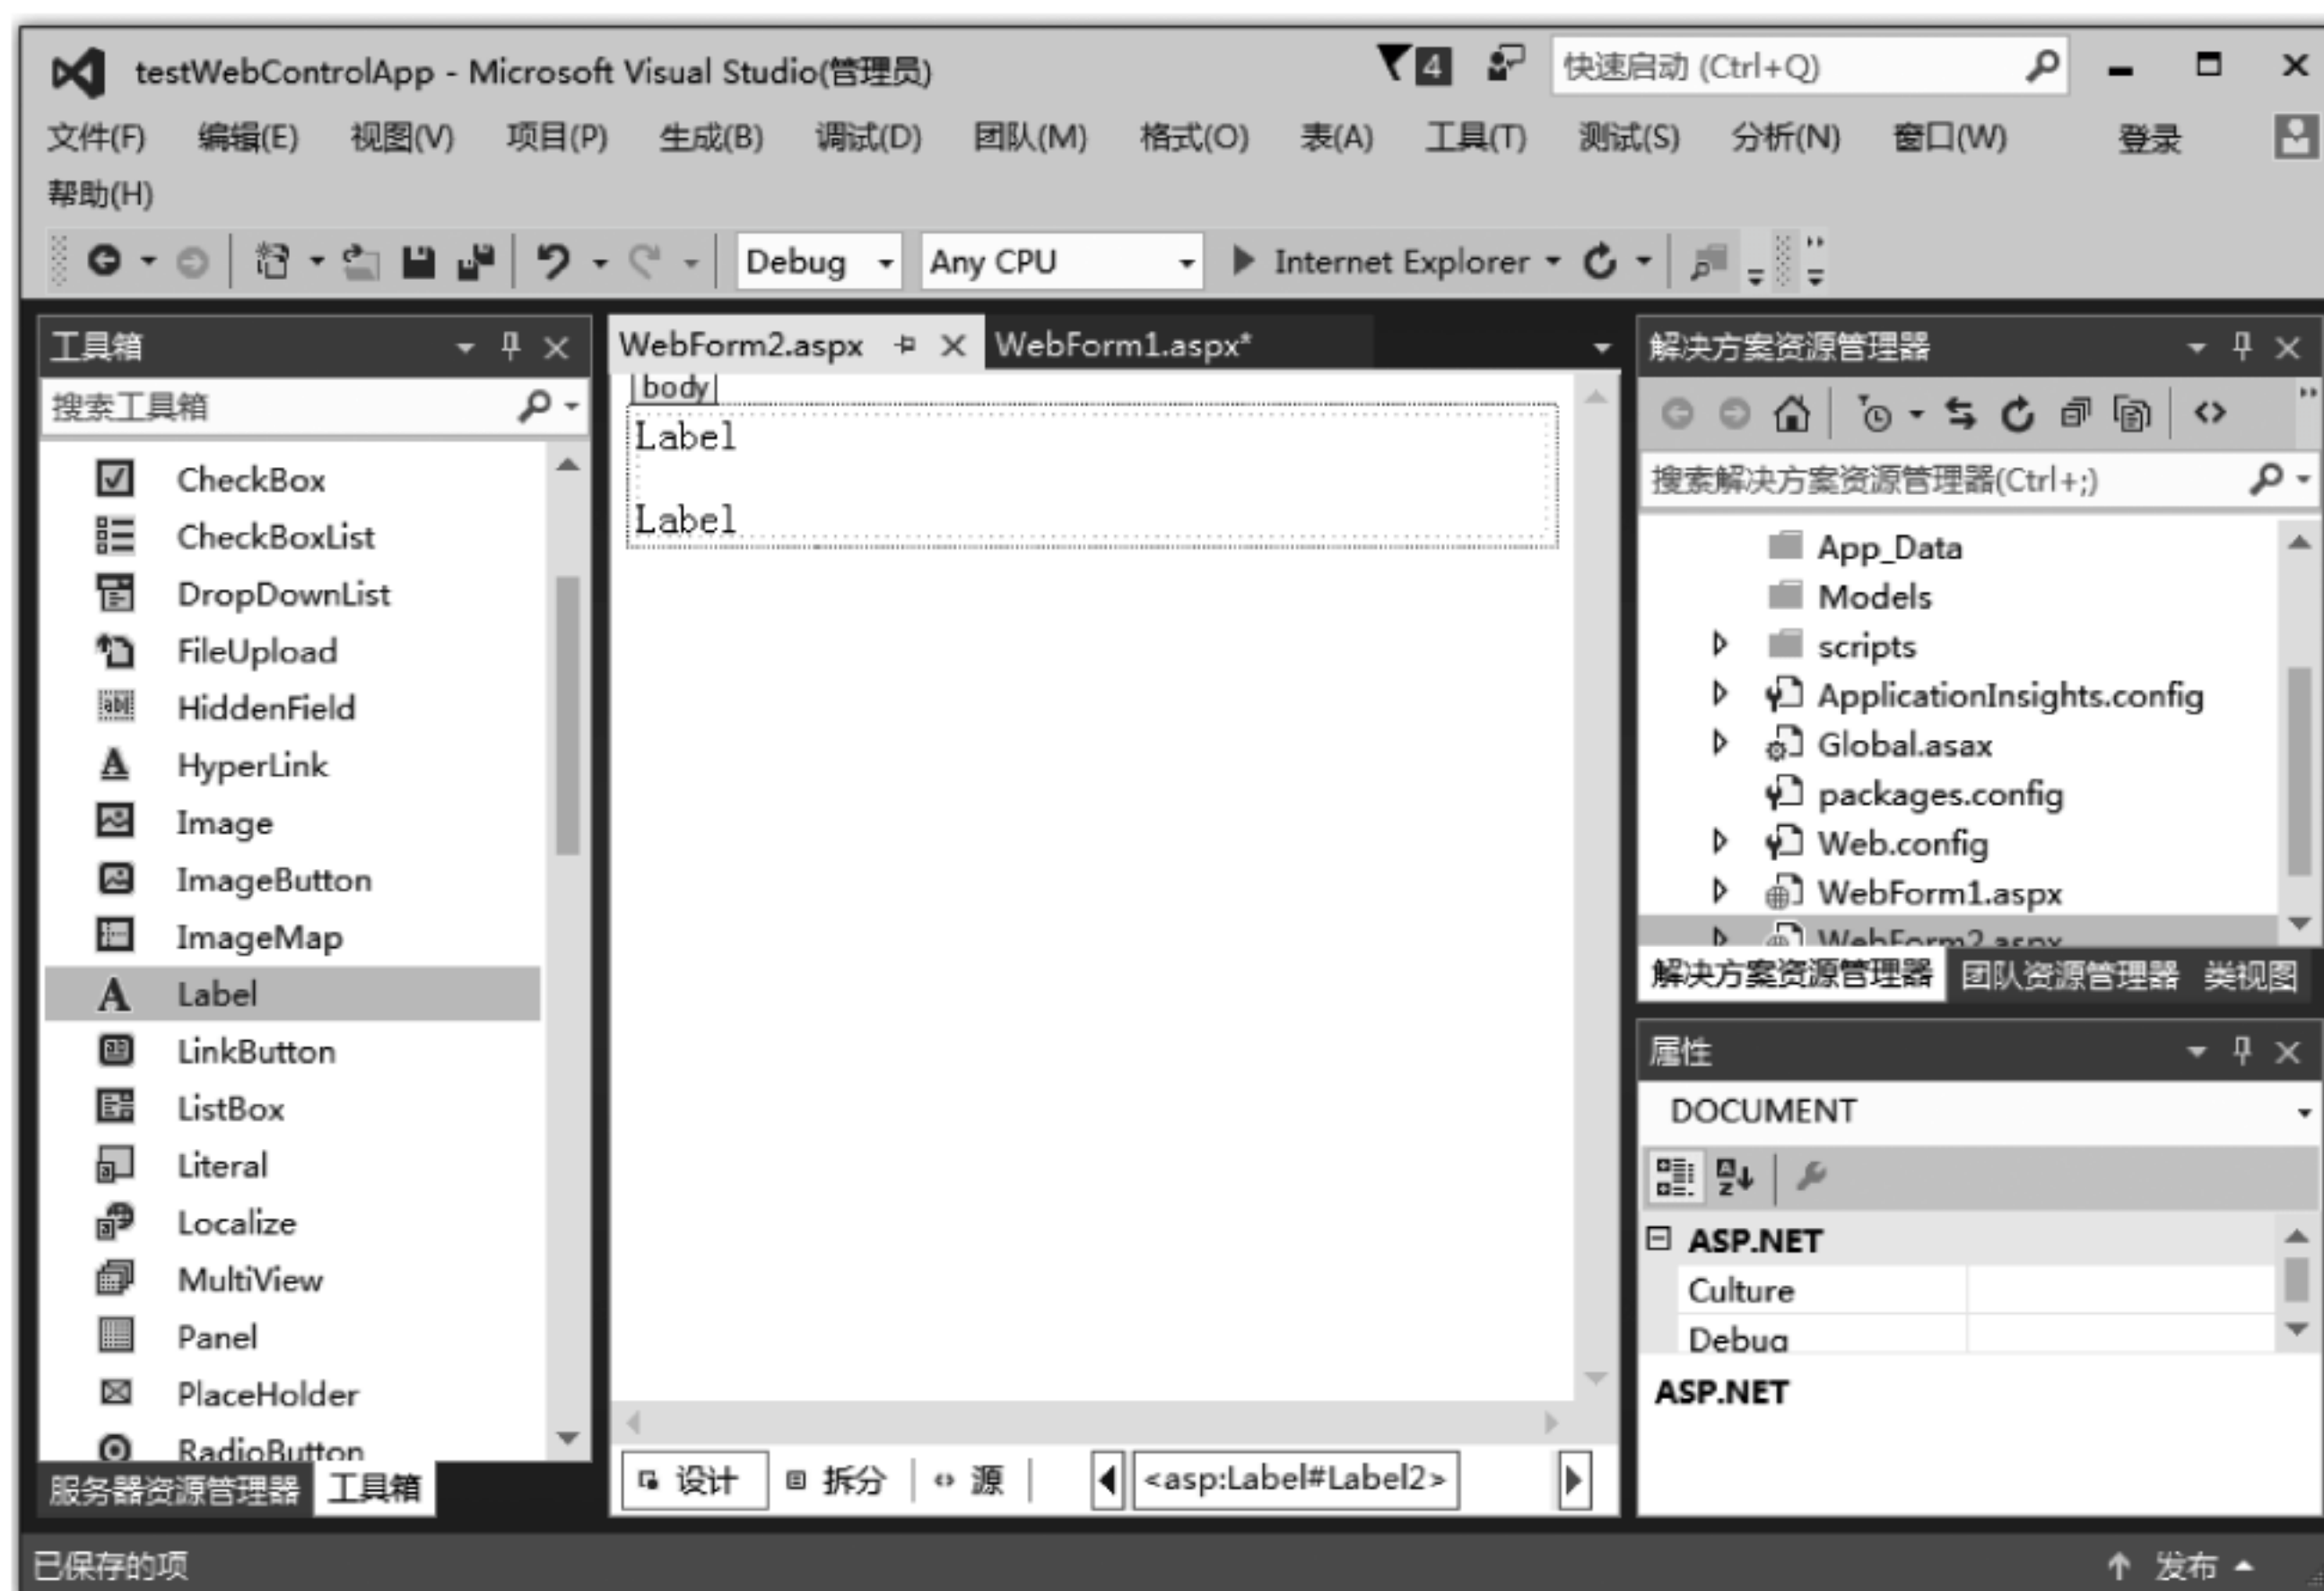 testWebControlApp - Microsoft Visual Studio(管理员)
4
快速启动 (Ctrl+Q)
文件(F) 编辑(E) 视图(V) 项目(P) 生成(B) 调试(D) 团队(M) 格式(O) 表(A) 工具(T) 测试(S) 分析(N) 窗口(W) 登录
帮助(H)
Debug Any CPU Internet Explorer
工具箱
搜索工具箱
CheckBox
CheckBoxList
DropDownList
FileUpload
HiddenField
HyperLink
Image
ImageButton
ImageMap
Label
LinkButton
ListBox
Literal
Localize
MultiView
Panel
PlaceHolder
RadioButton
服务器资源管理器 工具箱
WebForm2.aspx WebForm1.aspx*
body
Label
Label
设计 拆分 源 <asp:Label#Label2>
解决方案资源管理器
搜索解决方案资源管理器(Ctrl+;)
App_Data
Models
scripts
ApplicationInsights.config
Global.asax
packages.config
Web.config
WebForm1.aspx
WebForm2.aspx
解决方案资源管理器 团队资源管理器 类视图
属性
DOCUMENT
ASP.NET
Culture
Debug
ASP.NET
已保存的项 发布